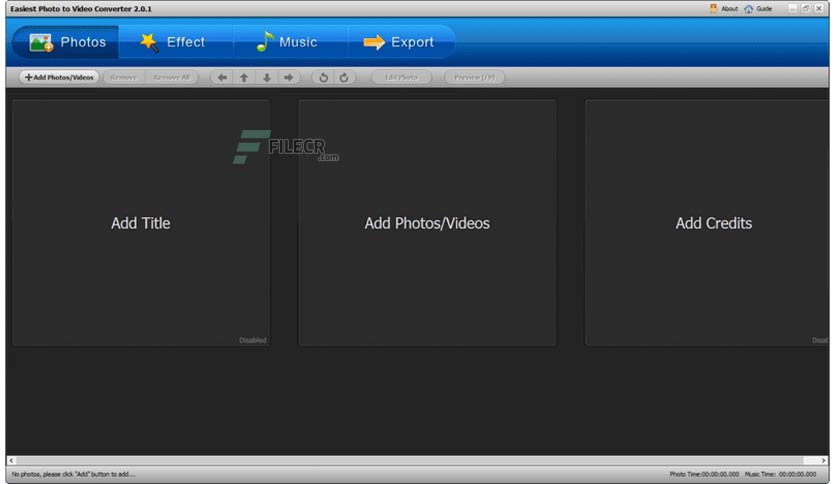 Easiest Photo to Video Converter 2.0.1
About Guide
Photos Effect Music Export
+Add Photos/Videos Remove Remove All Edit Photo Preview (F9)
FILECR
.com
Add Title Add Photos/Videos Add Credits
Disabled Disal
No photos, please click "Add" button to add... Photo Time:00:00:00.000 Music Time: 00:00:00.000